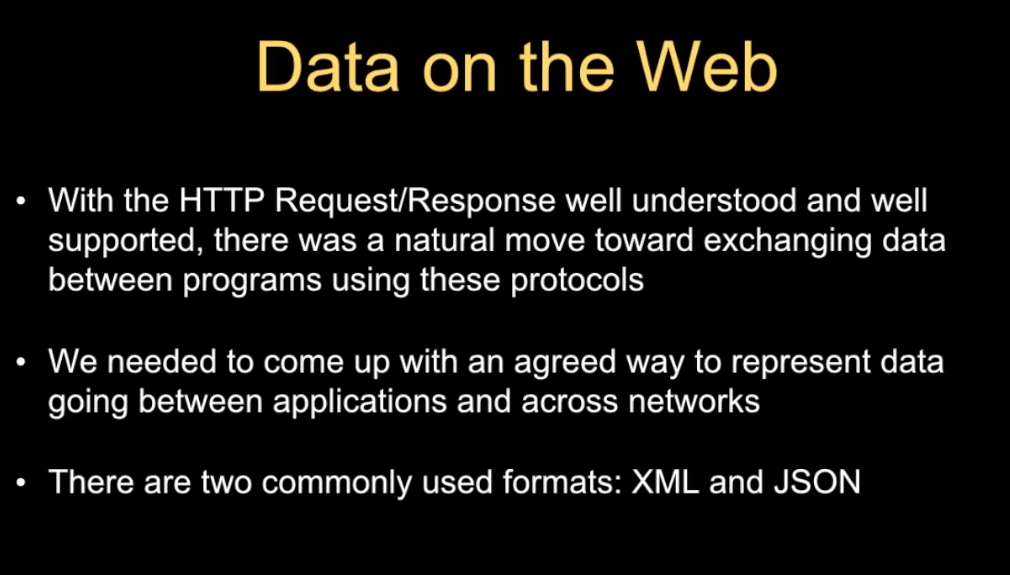 Data on the Web
• With the HTTP Request/Response well understood and well
supported, there was a natural move toward exchanging data
between programs using these protocols
• We needed to come up with an agreed way to represent data
going between applications and across networks
• There are two commonly used formats: XML and JSON